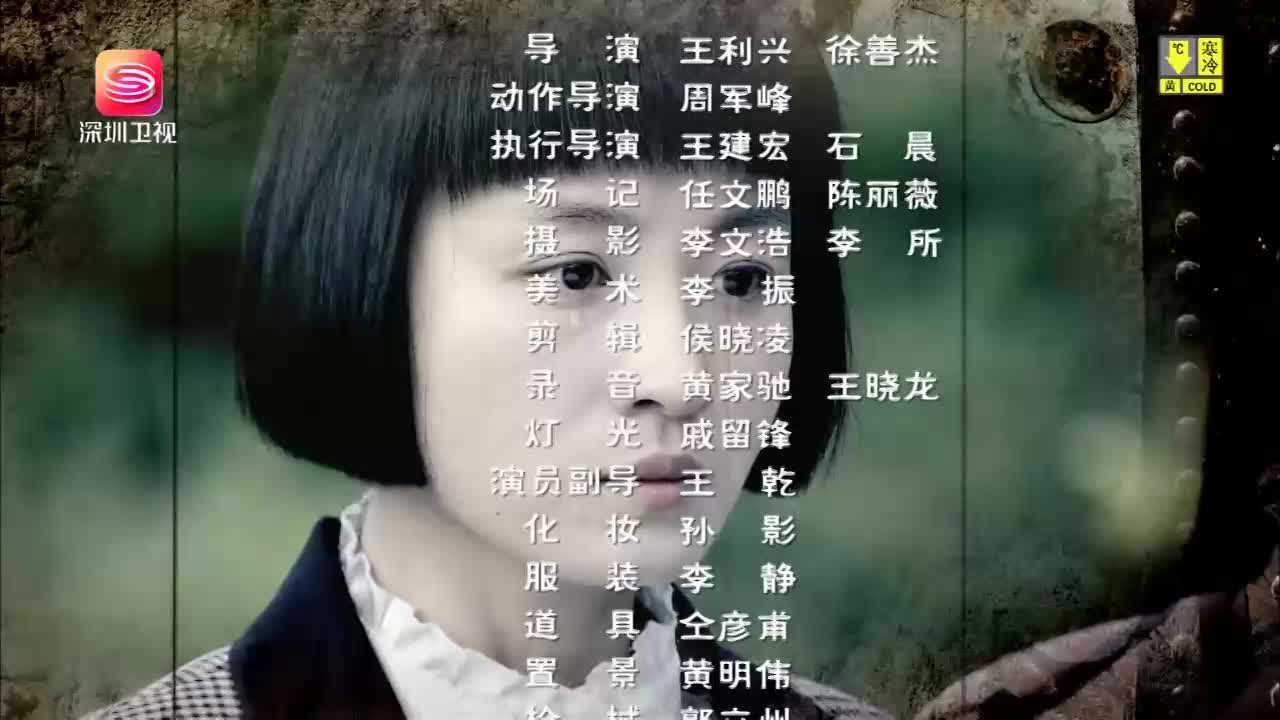 深圳卫视
℃ 寒冷
黄 COLD
导 演 王利兴 徐善杰
动作导演 周军峰
执行导演 王建宏 石 晨
场 记 任文鹏 陈丽薇
摄 影 李文浩 李 所
美 术 李 振
剪 辑 侯晓凌
录 音 黄家驰 王晓龙
灯 光 戚留锋
演员副导 王 乾
化 妆 孙 影
服 装 李 静
道 具 仝彦甫
置 景 黄明伟